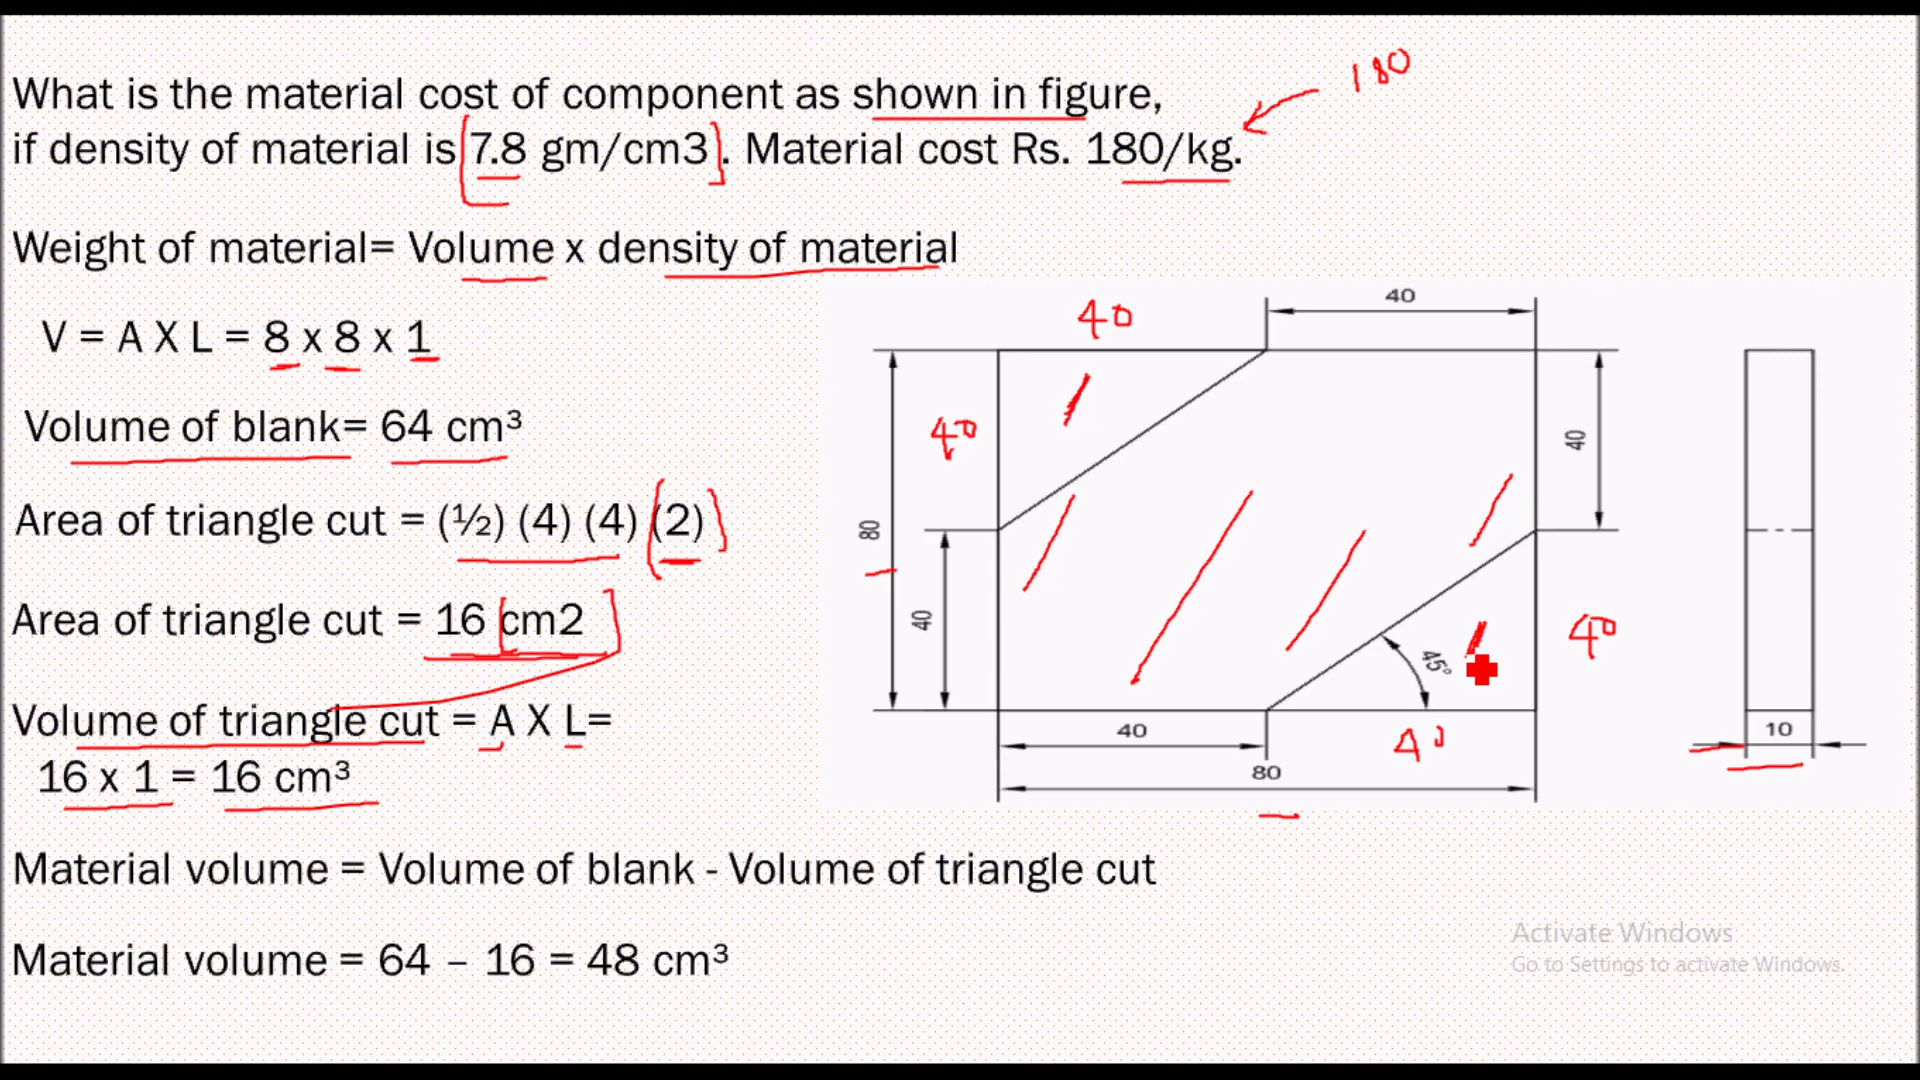 180
What is the material cost of component as shown in figure,
if density of material is 7.8 gm/cm3 . Material cost Rs. 180/kg.
Weight of material= Volume x density of material
V = A X L = 8 x 8 x 1
Volume of blank= 64 cm³
Area of triangle cut = (½) (4) (4) (2)
Area of triangle cut = 16 cm2
Volume of triangle cut = A X L=
16 x 1 = 16 cm³
Material volume = Volume of blank - Volume of triangle cut
Material volume = 64 – 16 = 48 cm³
40
40
40
40
80
40
45°
40
40
40
10
80
Activate Windows
Go to Settings to activate Windows.